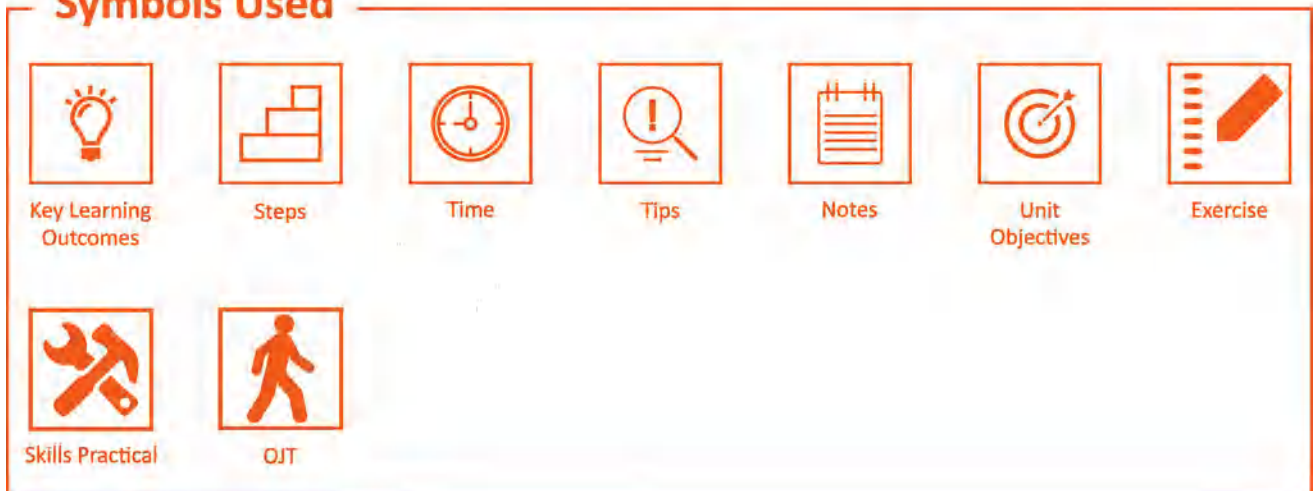 Symbols Used
Key Learning
Outcomes
Steps
Time
Tips
Notes
Unit
Objectives
Exercise
Skills Practical
OJT